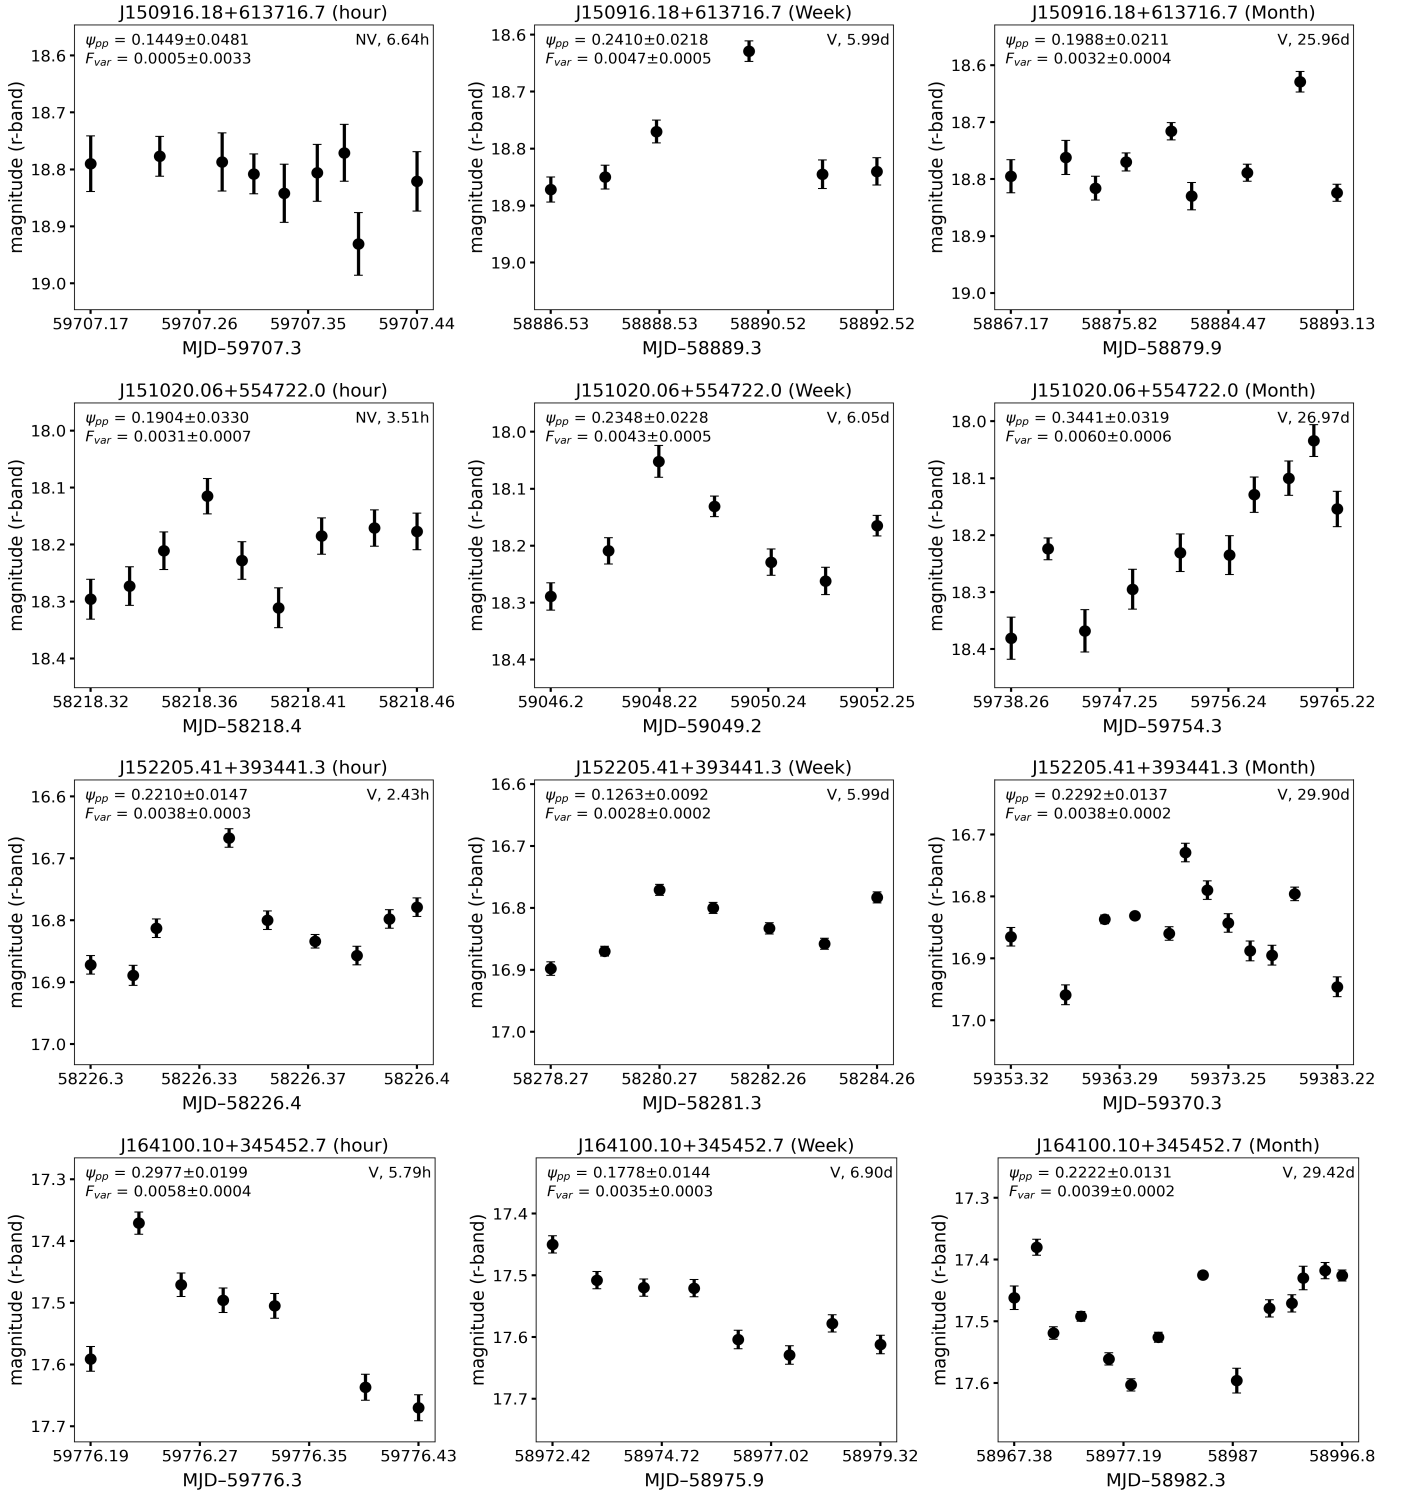 J150916.18+613716.7 (hour)
ψpp = 0.1449±0.0481
NV, 6.64h
Fvar = 0.0005±0.0033
18.6
18.7
18.8
18.9
19.0
magnitude (r-band)
59707.17 59707.26 59707.35 59707.44
MJD–59707.3
J150916.18+613716.7 (Week)
ψpp = 0.2410±0.0218
V, 5.99d
Fvar = 0.0047±0.0005
18.6
18.7
18.8
18.9
19.0
magnitude (r-band)
58886.53 58888.53 58890.52 58892.52
MJD–58889.3
J150916.18+613716.7 (Month)
ψpp = 0.1988±0.0211
V, 25.96d
Fvar = 0.0032±0.0004
18.6
18.7
18.8
18.9
19.0
magnitude (r-band)
58867.17 58875.82 58884.47 58893.13
MJD–58879.9
J151020.06+554722.0 (hour)
ψpp = 0.1904±0.0330
NV, 3.51h
Fvar = 0.0031±0.0007
18.0
18.1
18.2
18.3
18.4
magnitude (r-band)
58218.32 58218.36 58218.41 58218.46
MJD–58218.4
J151020.06+554722.0 (Week)
ψpp = 0.2348±0.0228
V, 6.05d
Fvar = 0.0043±0.0005
18.0
18.1
18.2
18.3
18.4
magnitude (r-band)
59046.2 59048.22 59050.24 59052.25
MJD–59049.2
J151020.06+554722.0 (Month)
ψpp = 0.3441±0.0319
V, 26.97d
Fvar = 0.0060±0.0006
18.0
18.1
18.2
18.3
18.4
magnitude (r-band)
59738.26 59747.25 59756.24 59765.22
MJD–59754.3
J152205.41+393441.3 (hour)
ψpp = 0.2210±0.0147
V, 2.43h
Fvar = 0.0038±0.0003
16.6
16.7
16.8
16.9
17.0
magnitude (r-band)
58226.3 58226.33 58226.37 58226.4
MJD–58226.4
J152205.41+393441.3 (Week)
ψpp = 0.1263±0.0092
V, 5.99d
Fvar = 0.0028±0.0002
16.6
16.7
16.8
16.9
17.0
magnitude (r-band)
58278.27 58280.27 58282.26 58284.26
MJD–58281.3
J152205.41+393441.3 (Month)
ψpp = 0.2292±0.0137
V, 29.90d
Fvar = 0.0038±0.0002
16.7
16.8
16.9
17.0
magnitude (r-band)
59353.32 59363.29 59373.25 59383.22
MJD–59370.3
J164100.10+345452.7 (hour)
ψpp = 0.2977±0.0199
V, 5.79h
Fvar = 0.0058±0.0004
17.3
17.4
17.5
17.6
17.7
magnitude (r-band)
59776.19 59776.27 59776.35 59776.43
MJD–59776.3
J164100.10+345452.7 (Week)
ψpp = 0.1778±0.0144
V, 6.90d
Fvar = 0.0035±0.0003
17.4
17.5
17.6
17.7
magnitude (r-band)
58972.42 58974.72 58977.02 58979.32
MJD–58975.9
J164100.10+345452.7 (Month)
ψpp = 0.2222±0.0131
V, 29.42d
Fvar = 0.0039±0.0002
17.3
17.4
17.5
17.6
magnitude (r-band)
58967.38 58977.19 58987 58996.8
MJD–58982.3